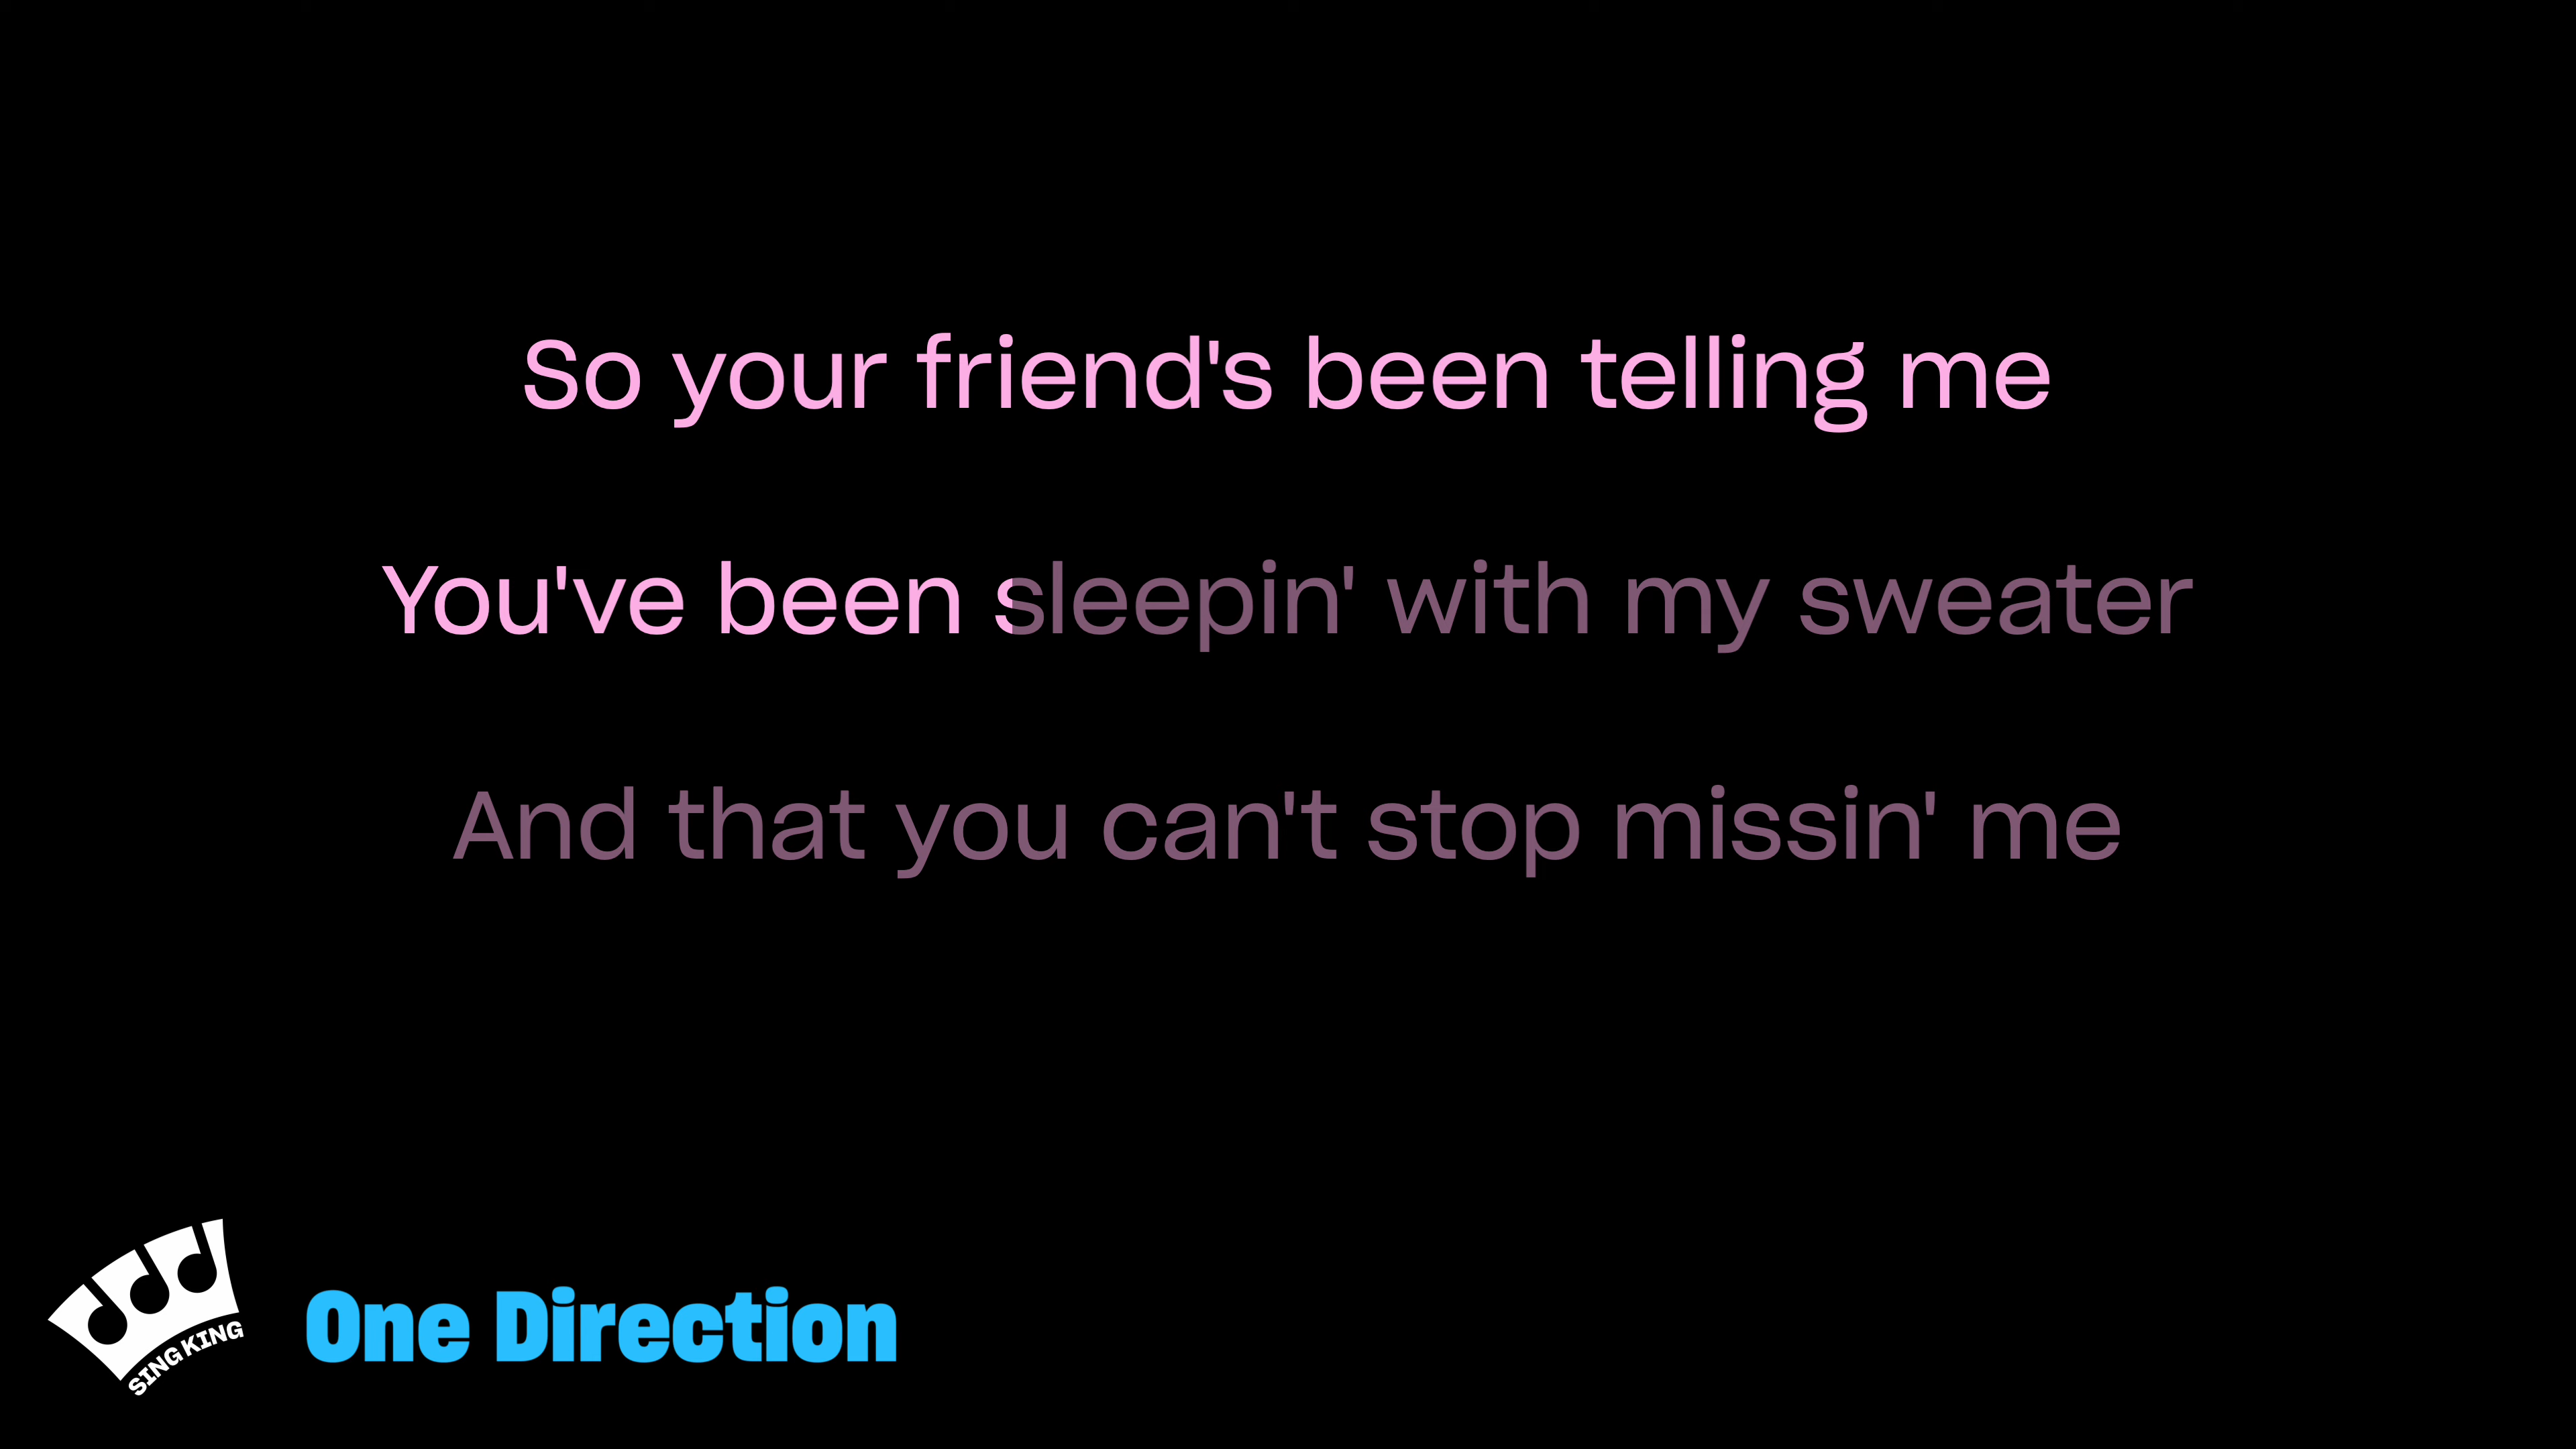 So your friend's been telling me
You've been sleepin' with my sweater
And that you can't stop missin' me
SING KING
One Direction